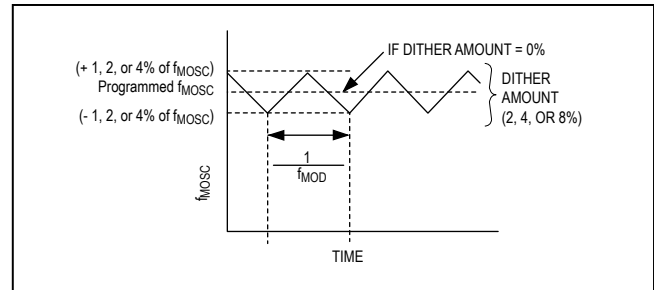 IF DITHER AMOUNT = 0%
(+ 1, 2, or 4% of fMOSC)
Programmed fMOSC
(- 1, 2, or 4% of fMOSC)
DITHER
AMOUNT
(2, 4, OR 8%)
1
fMOD
fMOSC
TIME